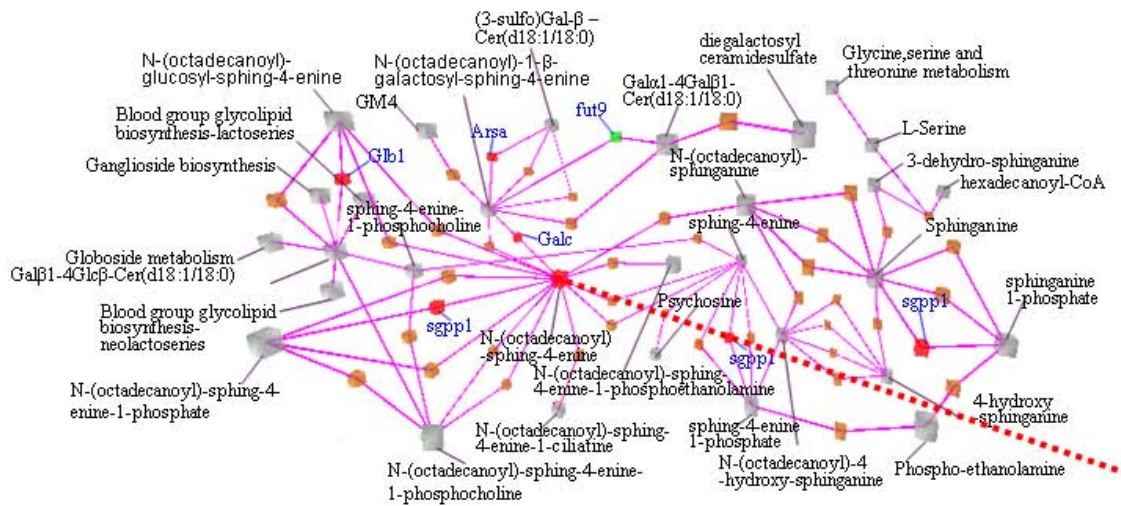 (3-sulfo)Gal-β –
Cer(d18:1/18:0)
N-(octadecanoyl)-
glucosyl-sphing-4-enine
N-(octadecanoyl)-1-β-
galactosyl-sphing-4-enine
diegalactosyl
ceramidesulfate
Glycine,serine and
threonine metabolism
Galα1-4Galβ1-
Cer(d18:1/18:0)
GM4
fut9
Blood group glycolipid
biosynthesis-lactoseries
Arsa
L-Serine
Glb1
Ganglioside biosynthesis
N-(octadecanoyl)-
sphinganine
3-dehydro-sphinganine
hexadecanoyl-CoA
sphing-4-enine-
1-phosphocholine
sphing-4-enine
Sphinganine
Galc
Globoside metabolism
Galβ1-4Glcβ-Cer(d18:1/18:0)
sphinganine
1-phosphate
Psychosine
sgpp1
Blood group glycolipid
biosynfhesis-
neolactoseries
sgpp1
N-(octadecanoyl)
-sphing-4-enine
sgpp1
N-(octadecanoyl)-sphing-4-
enine-1-phosphate
N-(octadecanoyl)-sphing-
4-enine-1-phosphoethanolamine
4-hydroxy
-sphinganine
N-(octadecanoyl)-sphing-
4-enine-1-ciliatine
sphing-4-enine
1-phosphate
N-(octadecanoyl)-sphing-4-enine-
1-phosphocholine
N-(octadecanoyl)-4
-hydroxy-sphinganine
Phospho-ethanolamine